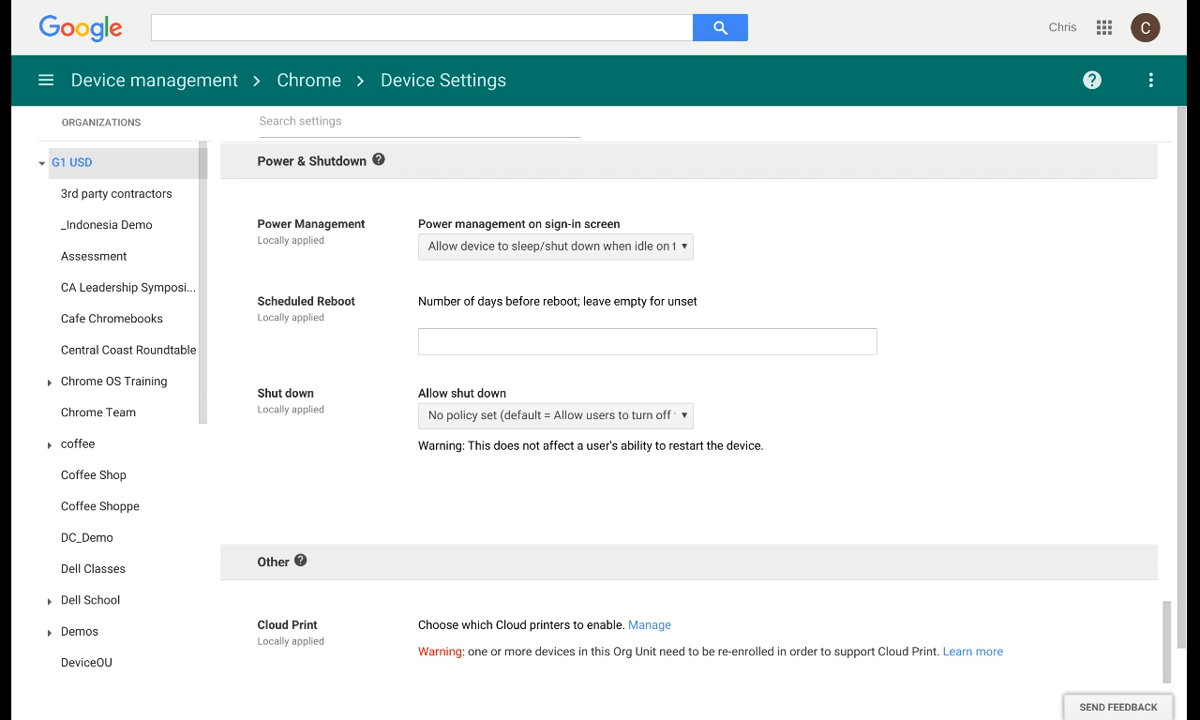 Google
Chris
C
Device management > Chrome > Device Settings
?
ORGANIZATIONS
Search settings
G1 USD
3rd party contractors
_Indonesia Demo
Assessment
CA Leadership Symposi...
Cafe Chromebooks
Central Coast Roundtable
Chrome OS Training
Chrome Team
coffee
Coffee Shop
Coffee Shoppe
DC_Demo
Dell Classes
Dell School
Demos
DeviceOU
Power & Shutdown ?
Power Management
Locally applied
Power management on sign-in screen
Allow device to sleep/shut down when idle on
Scheduled Reboot
Locally applied
Number of days before reboot; leave empty for unset
Shut down
Locally applied
Allow shut down
No policy set (default = Allow users to turn off
Warning: This does not affect a user's ability to restart the device.
Other ?
Cloud Print
Locally applied
Choose which Cloud printers to enable. Manage
Warning: one or more devices in this Org Unit need to be re-enrolled in order to support Cloud Print. Learn more
SEND FEEDBACK